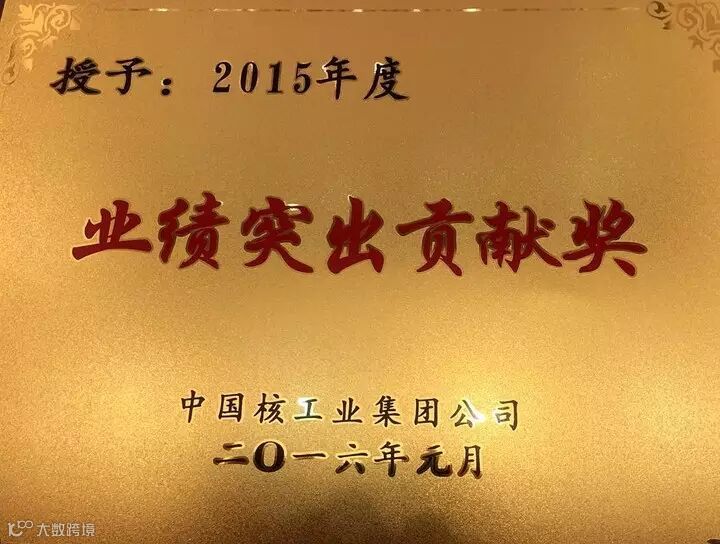 授予：2015年度
业绩突出贡献奖
中国核工业集团公司
二〇一六年元月
大数跨境